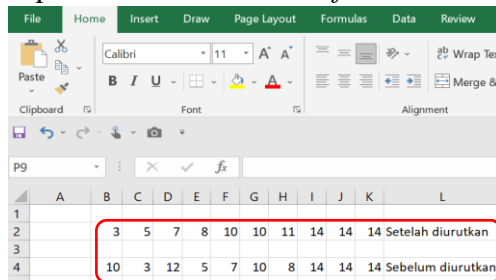 File Home Insert Draw Page Layout Formulas Data Review
Calibri 11 A A Wrap Te
Paste B I U A Merge &
Clipboard Font Alignm
P9 fx
A B C D E F G H I J K L
1
2 3 5 7 8 10 10 11 14 14 14 Setelah diurutkan
3
4 10 3 12 5 7 10 8 14 14 14 Sebelum diurutkan